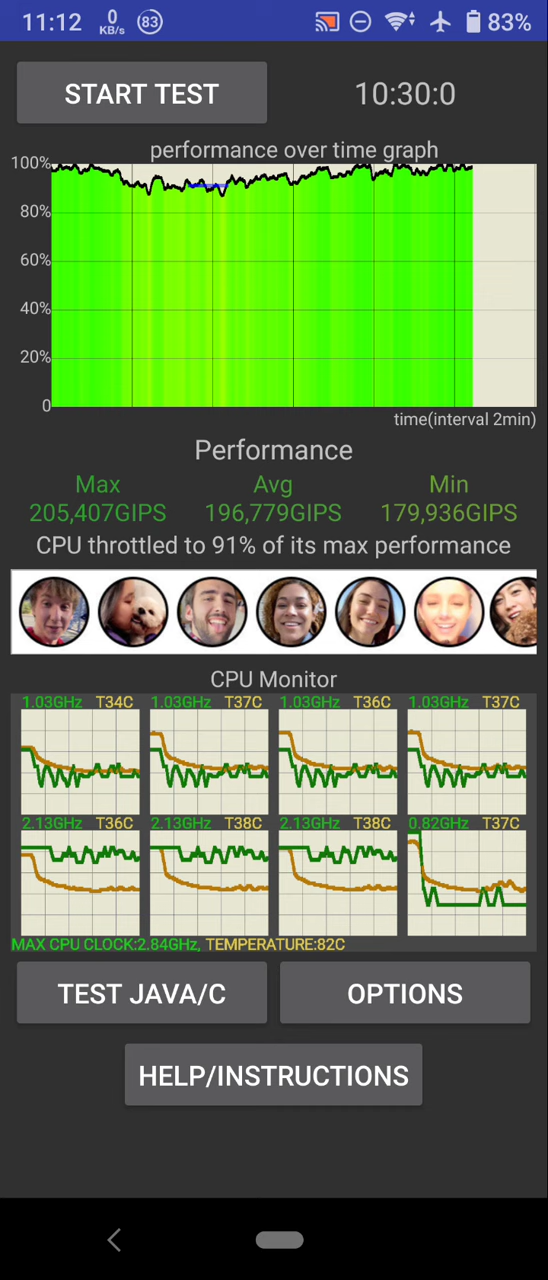 11:12 0 KB/s 83 83%
START TEST 10:30:0
performance over time graph
100%
80%
60%
40%
20%
0
time(interval 2min)
Performance
Max Avg Min
205,407GIPS 196,779GIPS 179,936GIPS
CPU throttled to 91% of its max performance
CPU Monitor
1.03GHz T34C 1.03GHz T37C 1.03GHz T36C 1.03GHz T37C
2.13GHz T36C 2.13GHz T38C 2.13GHz T38C 0.82GHz T37C
MAX CPU CLOCK:2.84GHz, TEMPERATURE:82C
TEST JAVA/C OPTIONS
HELP/INSTRUCTIONS